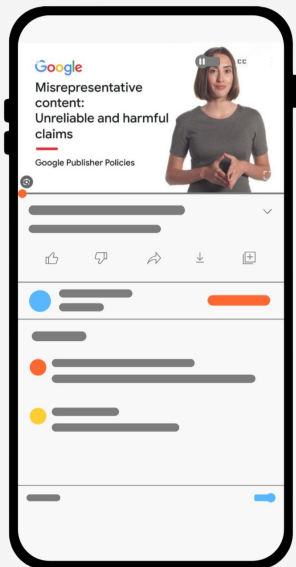 CC
Google
Misrepresentative
content:
Unreliable and harmful
claims
Google Publisher Policies